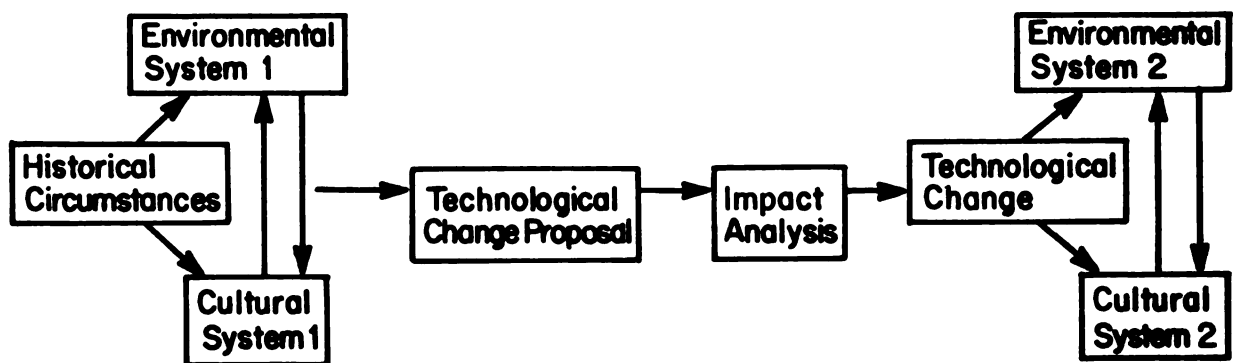 Environmental
System 1
Historical
Circumstances
Cultural
System 1
Technological
Change Proposal
Impact
Analysis
Technological
Change
Environmental
System 2
Cultural
System 2